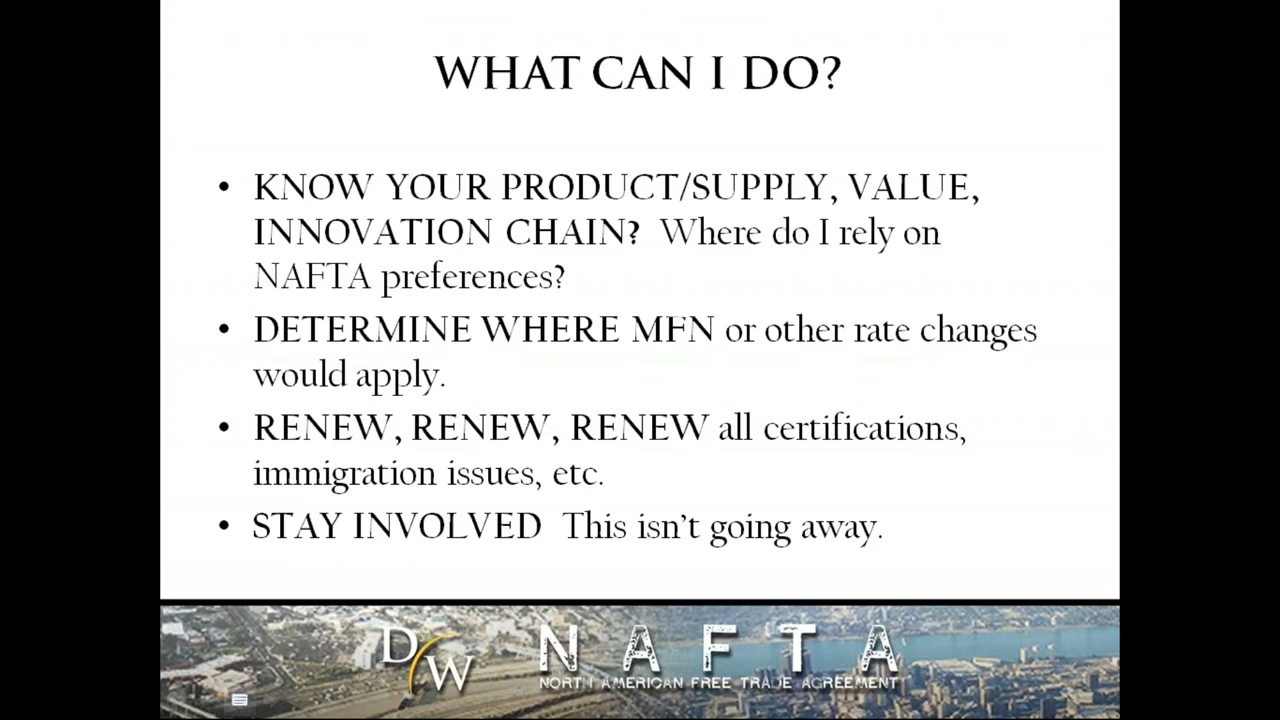 WHAT CAN I DO?
• KNOW YOUR PRODUCT/SUPPLY, VALUE,
INNOVATION CHAIN?  Where do I rely on
NAFTA preferences?
• DETERMINE WHERE MFN or other rate changes
would apply.
• RENEW, RENEW, RENEW all certifications,
immigration issues, etc.
• STAY INVOLVED  This isn't going away.
DW
NAFTA
NORTH AMERICAN FREE TRADE AGREEMENT